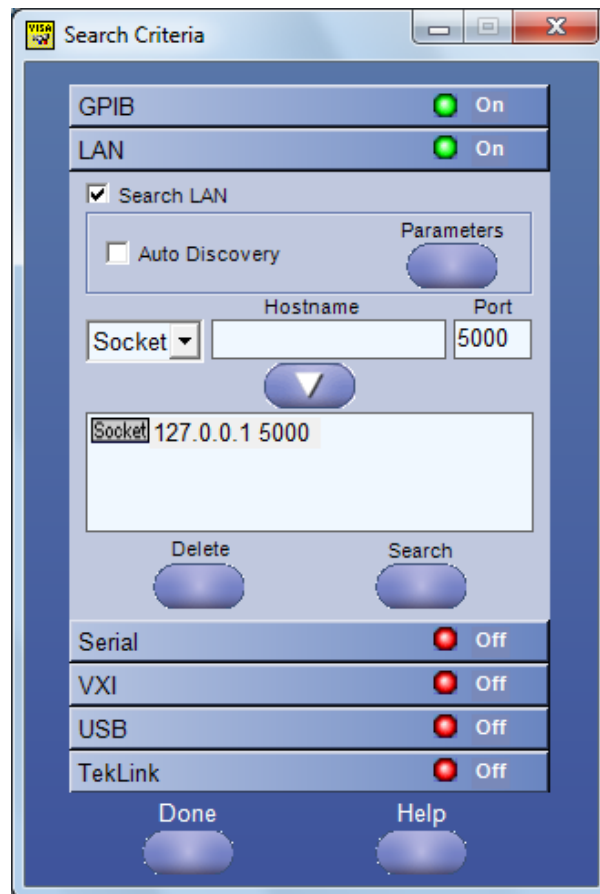 VISA
Search Criteria
GPIB On
LAN On
Search LAN
Auto Discovery
Parameters
Hostname Port
Socket 5000
Socket 127.0.0.1 5000
Delete Search
Serial Off
VXI Off
USB Off
TekLink Off
Done Help